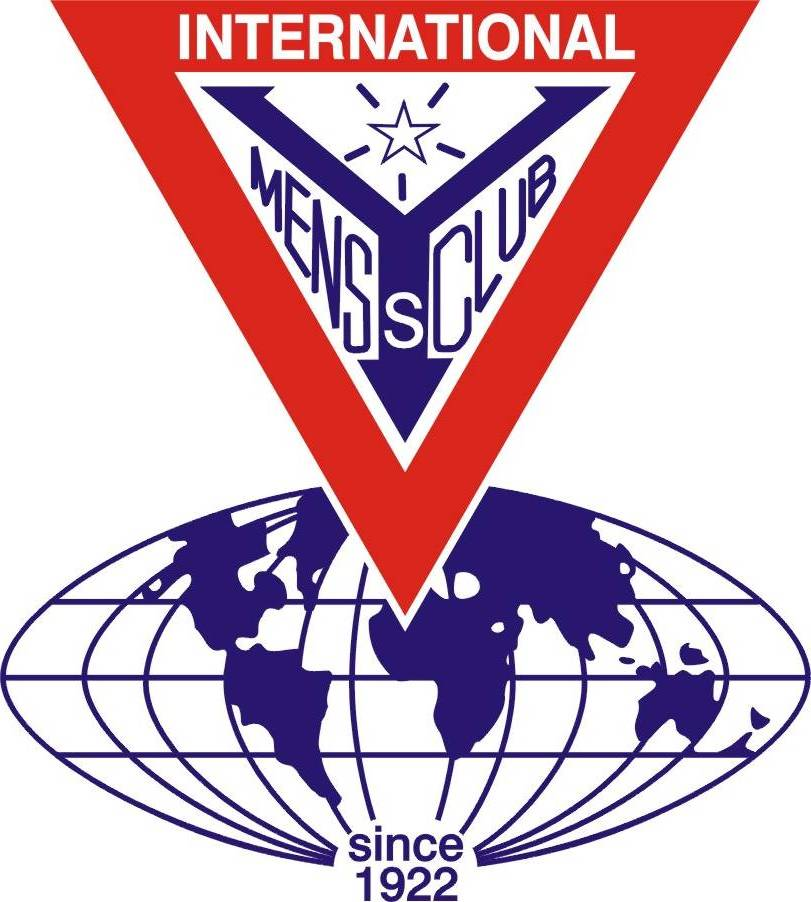 INTERNATIONAL
Y
MENS CLUB
S
since
1922